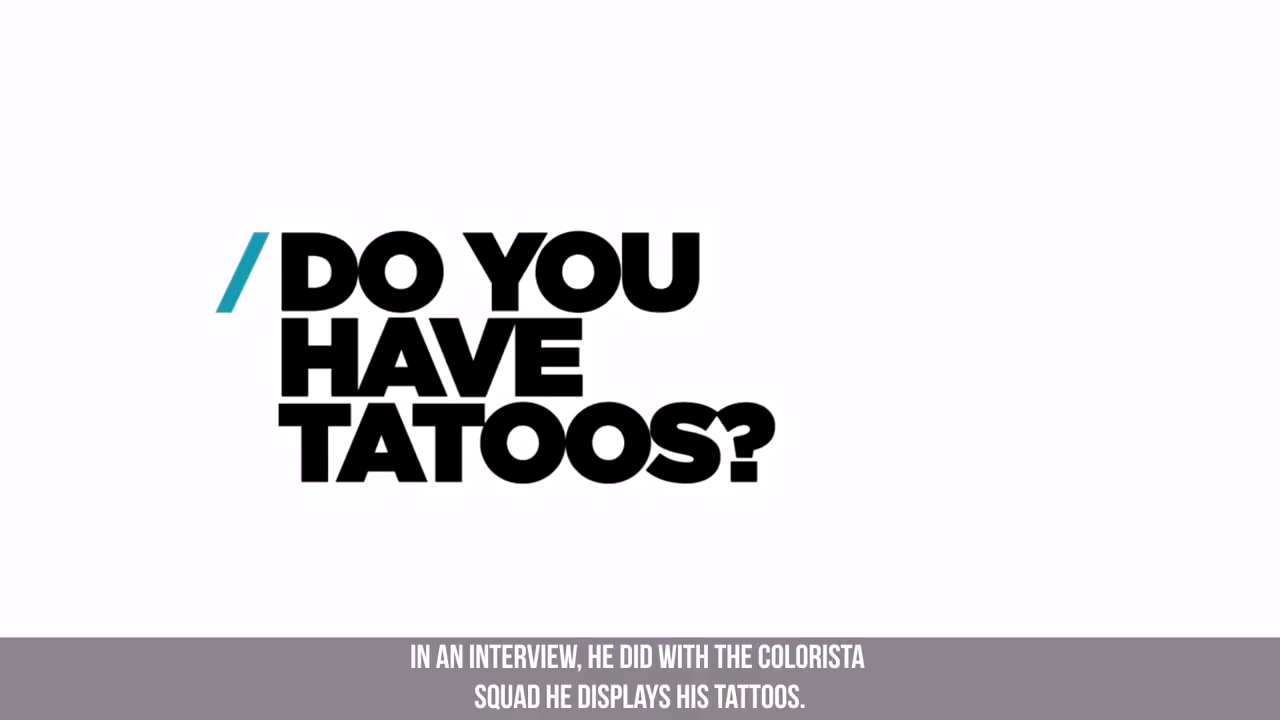 /DO YOU
HAVE
TATOOS?
IN AN INTERVIEW, HE DID WITH THE COLORISTA
SQUAD HE DISPLAYS HIS TATTOOS.